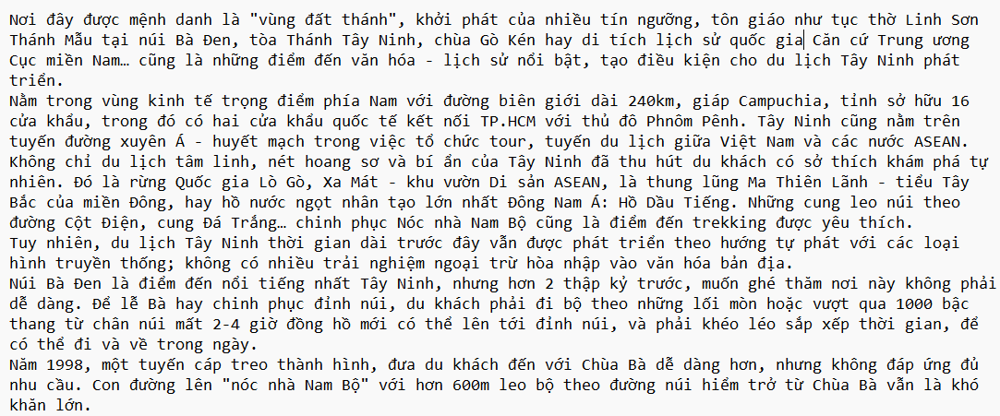 Nơi đây được mệnh danh là "vùng đất thánh", khởi phát của nhiều tín ngưỡng, tôn giáo như tục thờ Linh Sơn
Thánh Mẫu tại núi Bà Đen, tòa Thánh Tây Ninh, chùa Gò Kén hay di tích lịch sử quốc gia Căn cứ Trung ương
Cục miền Nam… cũng là những điểm đến văn hóa - lịch sử nổi bật, tạo điều kiện cho du lịch Tây Ninh phát
triển.
Nằm trong vùng kinh tế trọng điểm phía Nam với đường biên giới dài 240km, giáp Campuchia, tỉnh sở hữu 16
cửa khẩu, trong đó có hai cửa khẩu quốc tế kết nối TP.HCM với thủ đô Phnôm Pênh. Tây Ninh cũng nằm trên
tuyến đường xuyên Á - huyết mạch trong việc tổ chức tour, tuyến du lịch giữa Việt Nam và các nước ASEAN.
Không chỉ du lịch tâm linh, nét hoang sơ và bí ẩn của Tây Ninh đã thu hút du khách có sở thích khám phá tự
nhiên. Đó là rừng Quốc gia Lò Gò, Xa Mát - khu vườn Di sản ASEAN, là thung lũng Ma Thiên Lãnh - tiểu Tây
Bắc của miền Đông, hay hồ nước ngọt nhân tạo lớn nhất Đông Nam Á: Hồ Dầu Tiếng. Những cung leo núi theo
đường Cột Điện, cung Đá Trắng… chinh phục Nóc nhà Nam Bộ cũng là điểm đến trekking được yêu thích.
Tuy nhiên, du lịch Tây Ninh thời gian dài trước đây vẫn được phát triển theo hướng tự phát với các loại
hình truyền thống; không có nhiều trải nghiệm ngoại trừ hòa nhập vào văn hóa bản địa.
Núi Bà Đen là điểm đến nổi tiếng nhất Tây Ninh, nhưng hơn 2 thập kỷ trước, muốn ghé thăm nơi này không phải
dễ dàng. Để lễ Bà hay chinh phục đỉnh núi, du khách phải đi bộ theo những lối mòn hoặc vượt qua 1000 bậc
thang từ chân núi mất 2-4 giờ đồng hồ mới có thể lên tới đỉnh núi, và phải khéo léo sắp xếp thời gian, để
có thể đi và về trong ngày.
Năm 1998, một tuyến cáp treo thành hình, đưa du khách đến với Chùa Bà dễ dàng hơn, nhưng không đáp ứng đủ
nhu cầu. Con đường lên "nóc nhà Nam Bộ" với hơn 600m leo bộ theo đường núi hiểm trở từ Chùa Bà vẫn là khó
khăn lớn.